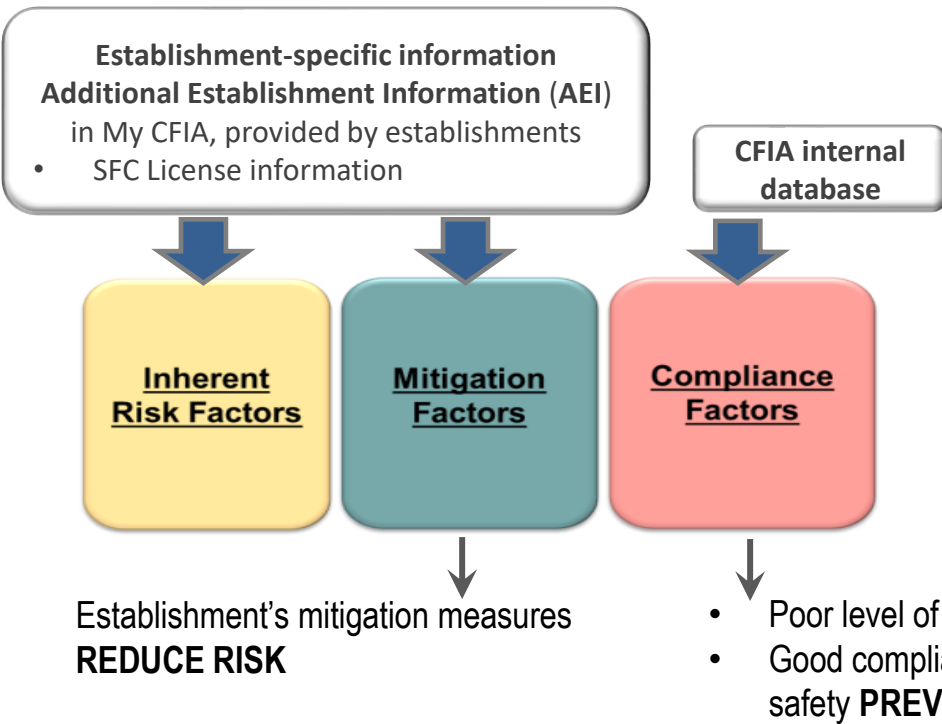 Establishment-specific information
Additional Establishment Information (AEI)
in My CFIA, provided by establishments
• SFC License information
CFIA internal
database
Inherent
Risk Factors
Mitigation
Factors
Compliance
Factors
Establishment’s mitigation measures
REDUCE RISK
• Poor level of
• Good
safety